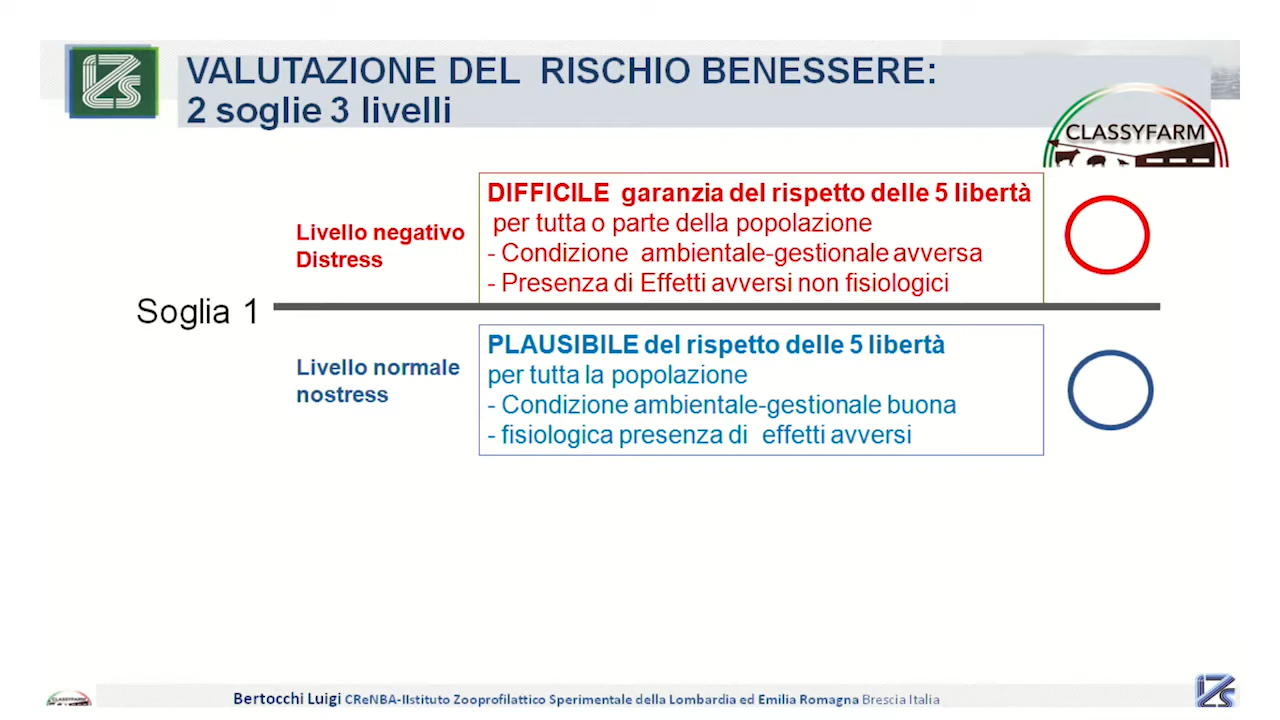 VALUTAZIONE DEL RISCHIO BENESSERE:
2 soglie 3 livelli
CLASSYFARM
Livello negativo
Distress
DIFFICILE garanzia del rispetto delle 5 libertà
per tutta o parte della popolazione
- Condizione ambientale-gestionale avversa
- Presenza di Effetti avversi non fisiologici
Soglia 1
Livello normale
nostress
PLAUSIBILE del rispetto delle 5 libertà
per tutta la popolazione
- Condizione ambientale-gestionale buona
- fisiologica presenza di effetti avversi
CLASSYFARM
Bertocchi Luigi CReNBA-IIstituto Zooprofilattico Sperimentale della Lombardia ed Emilia Romagna Brescia Italia